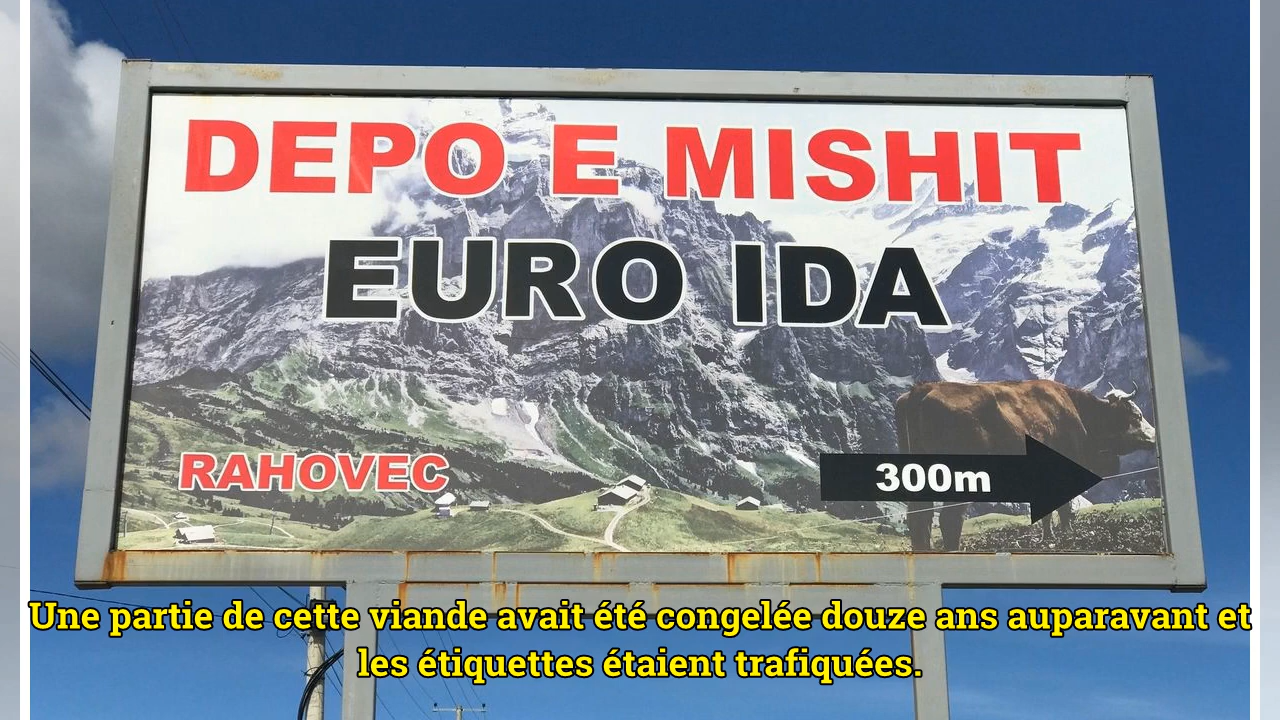 DEPO E MISHIT
EURO IDA
RAHOVEC
300m
Une partie de cette viande avait été congelée douze ans auparavant et
les étiquettes étaient trafiquées.